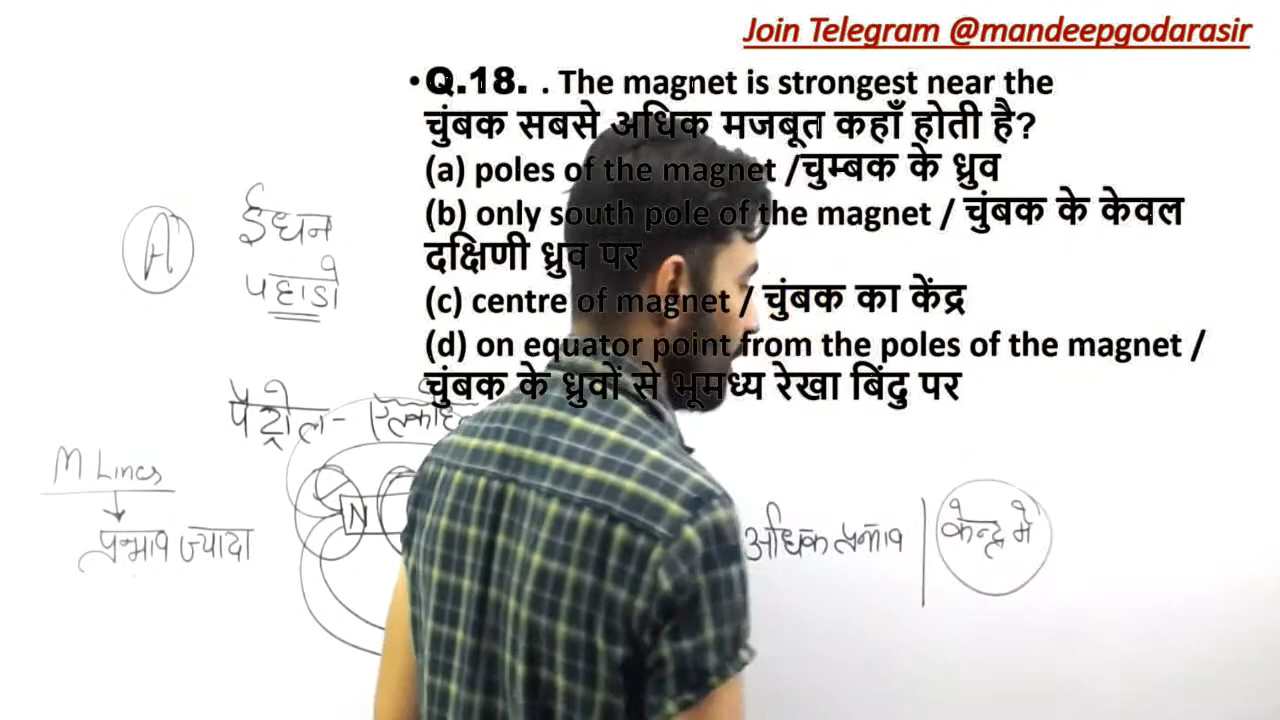 Join Telegram @mandeepgodarasir
•Q.18. . The magnet is strongest near the
चुंबक सबसे अधिक मजबूत कहाँ होती है?
(a) poles of the magnet /चुम्बक के ध्रुव
(b) only south pole of the magnet / चुंबक के केवल
दक्षिणी ध्रुव पर
(c) centre of magnet / चुंबक का केंद्र
(d) on equator point from the poles of the magnet /
चुंबक के ध्रुवों से भूमध्य रेखा बिंदु पर
A
ईधन
पहाडो
पैट्रोल-
M Lines
N
ज्यादा
अधिक
केन्द्र में